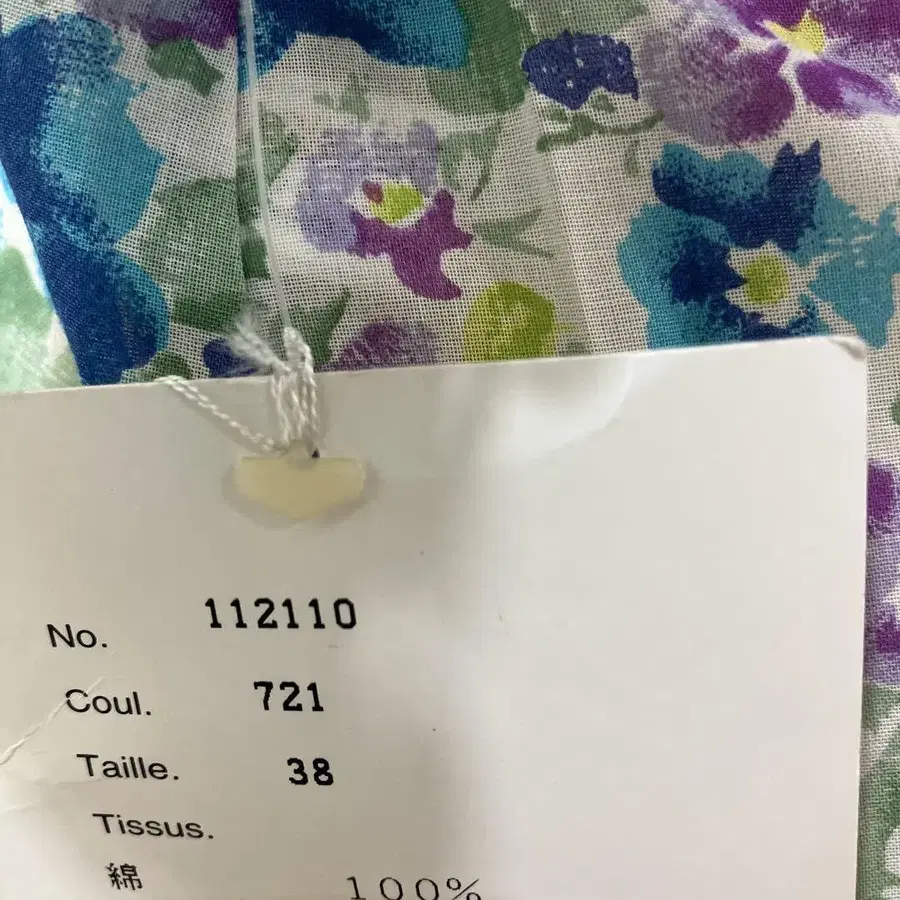 No. 112110
Coul. 721
Taille. 38
Tissus.
綿 100%